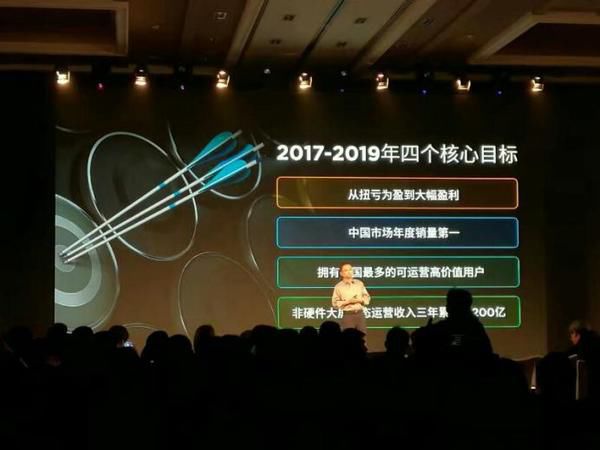 2017-2019年四个核心目标
从扭亏为盈到大幅盈利
中国市场年度销量第一
拥有 国最多的可运营高价值用户
非硬件大 态运营收入三年累 200亿